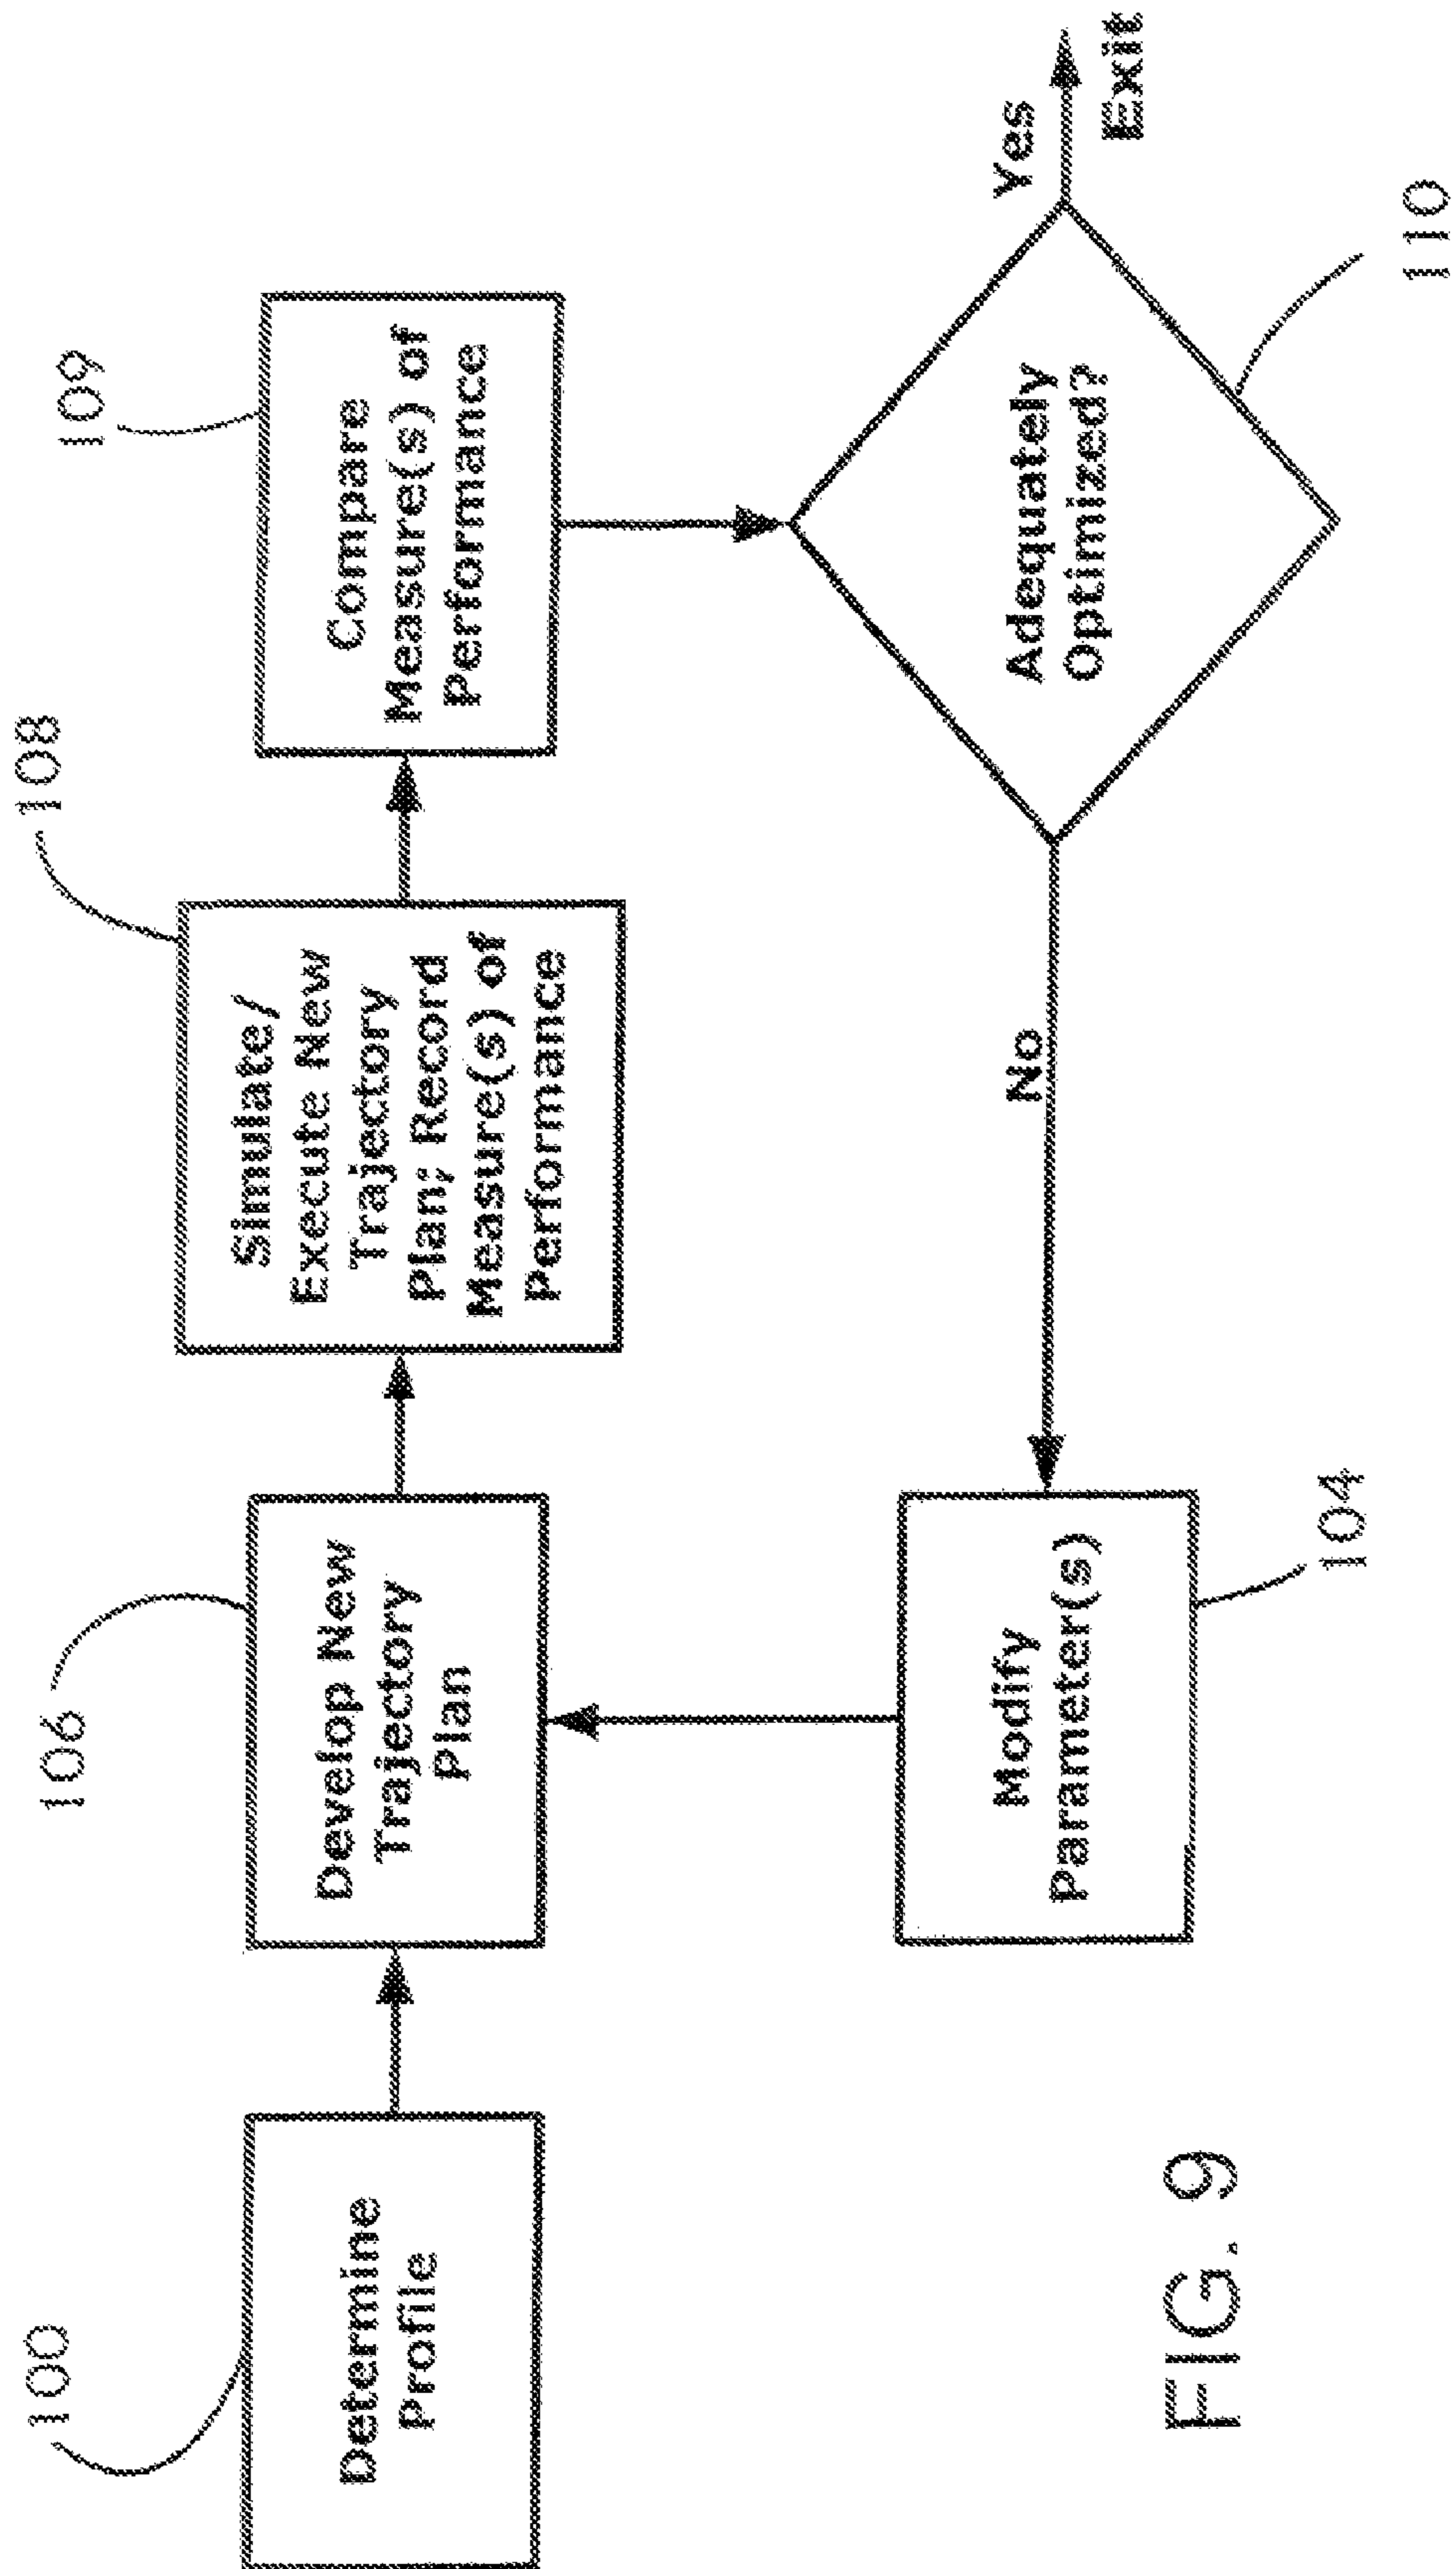 100
Determine
Profile
106
Develop New
Trajectory
Plan
108
Simulate/
Execute New
Trajectory
Plan; Record
Measure(s) of
Performance
109
Compare
Measure(s) of
Performance
Adequately
Optimized?
110
Yes
Exit
No
Modify
Parameter(s)
104
FIG. 9